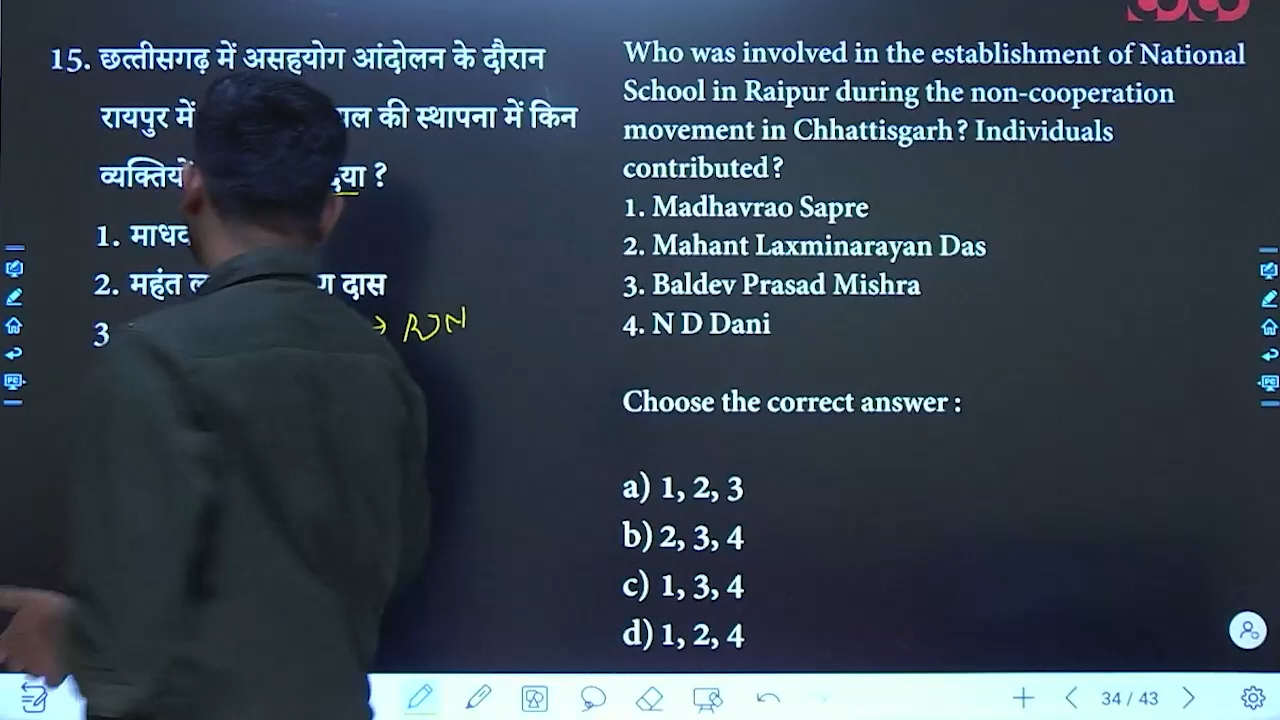 15. छत्तीसगढ़ में असहयोग आंदोलन के दौरान
रायपुर में की स्थापना में किन
?
1.
2. महंत दास
3 → RJN
Who was involved in the establishment of National
School in Raipur during the non-cooperation
movement in Chhattisgarh? Individuals
contributed?
1. Madhavrao Sapre
2. Mahant Laxminarayan Das
3. Baldev Prasad Mishra
4. N D Dani
Choose the correct answer :
a) 1, 2, 3
b) 2, 3, 4
c) 1, 3, 4
d) 1, 2, 4
34 / 43